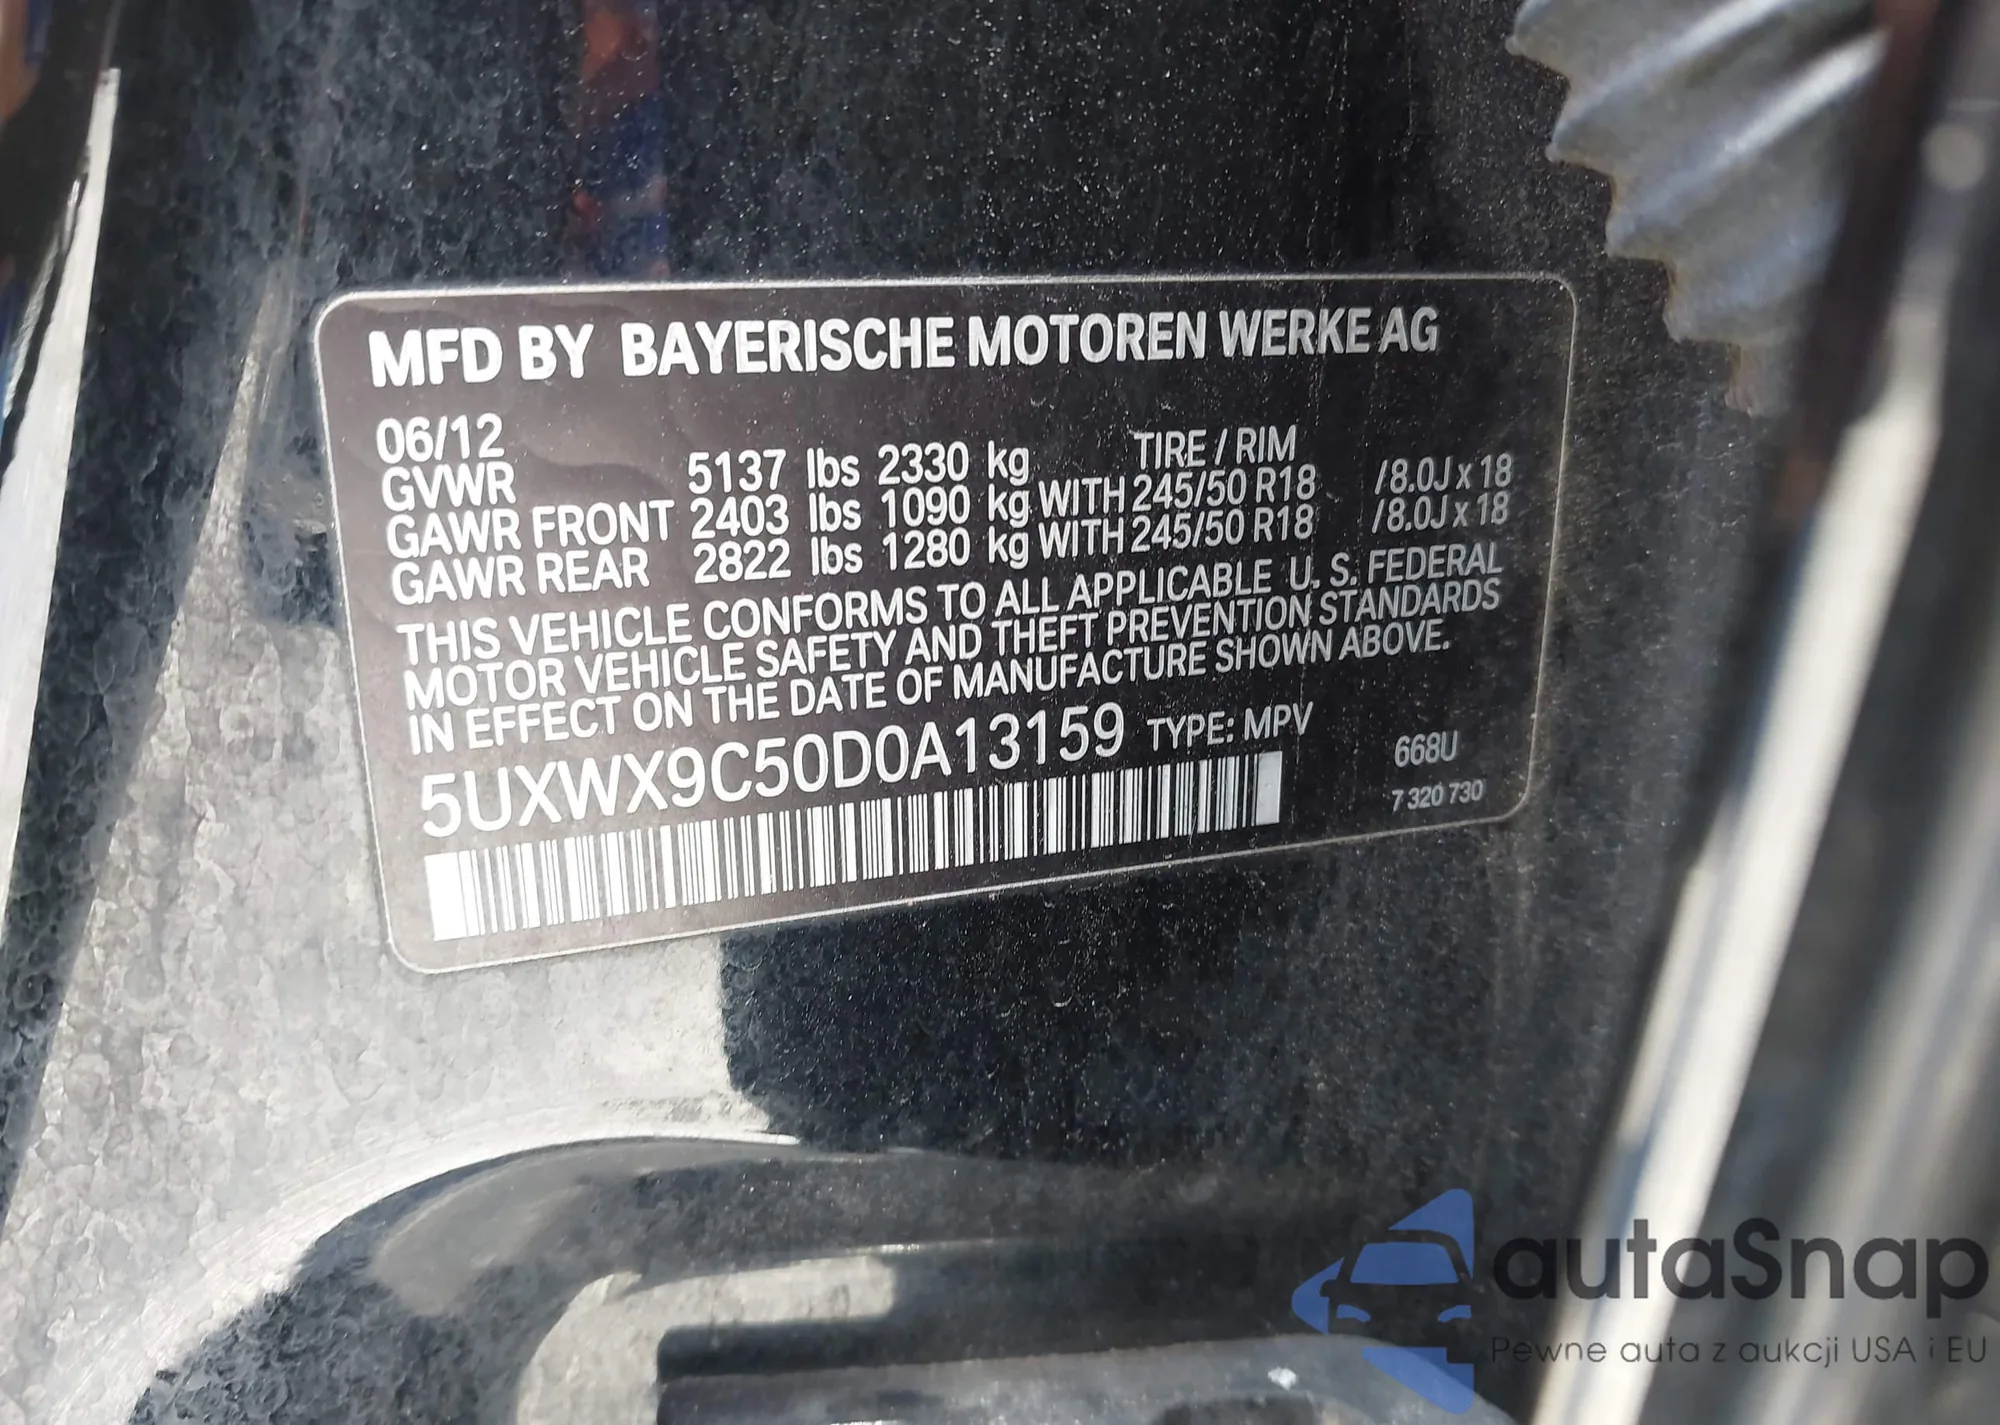 MFD BY BAYERISCHE MOTOREN WERKE AG
06/12
GVWR 5137 lbs 2330 kg TIRE / RIM
GAWR FRONT 2403 lbs 1090 kg WITH 245/50 R18 /8.0J x 18
GAWR REAR 2822 lbs 1280 kg WITH 245/50 R18 /8.0J x 18
THIS VEHICLE CONFORMS TO ALL APPLICABLE U. S. FEDERAL
MOTOR VEHICLE SAFETY AND THEFT PREVENTION STANDARDS
IN EFFECT ON THE DATE OF MANUFACTURE SHOWN ABOVE.
5UXWX9C50D0A13159 TYPE: MPV 668U
7 320 730
autaSnap
Pewne auta z aukcji USA i EU